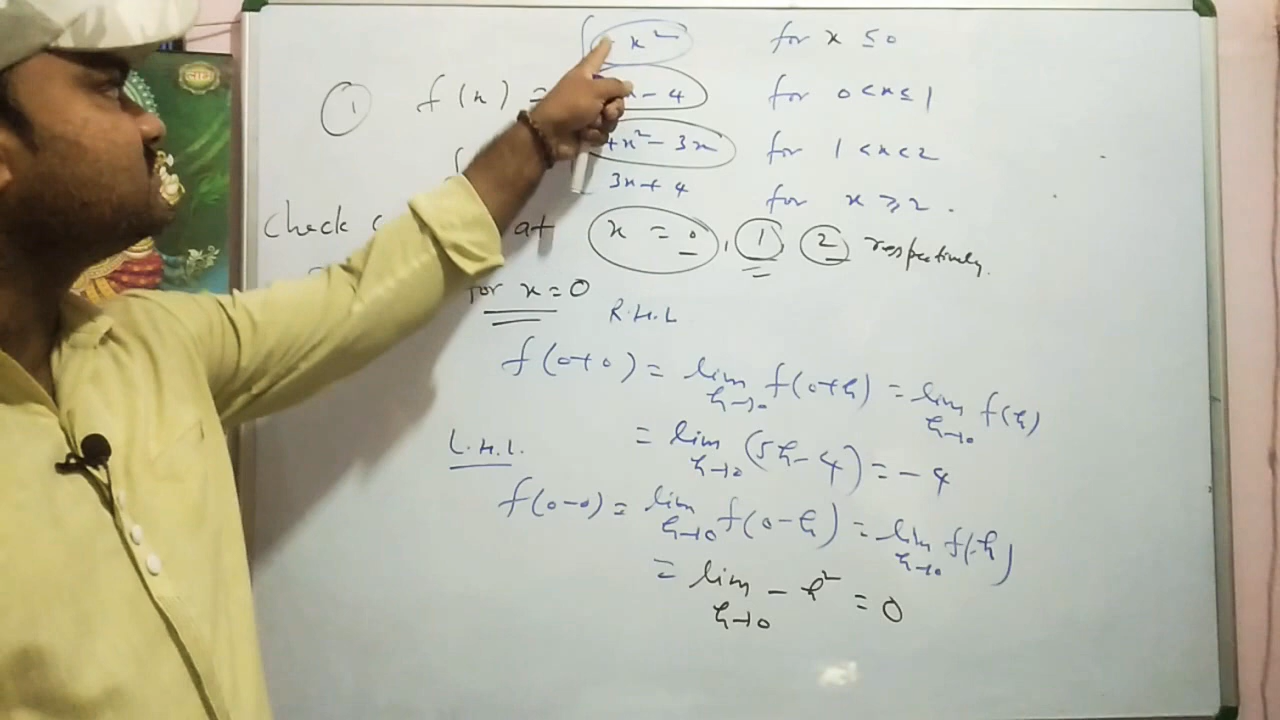 - x² for x ≤ 0
① f(x) = x - 4 for 0 < x ≤ 1
4x² - 3x for 1 < x < 2
3x + 4 for x ≥ 2.
Check at x = 0, 1 2 respectively.
for x = 0
R.H.L
f(0+0) = lim h→0 f(0+h) = lim h→0 f(h)
= lim h→0 (5h - 4) = - 4
L.H.L.
f(0-0) = lim h→0 f(0-h) = lim h→0 f(-h)
= lim h→0 - h² = 0